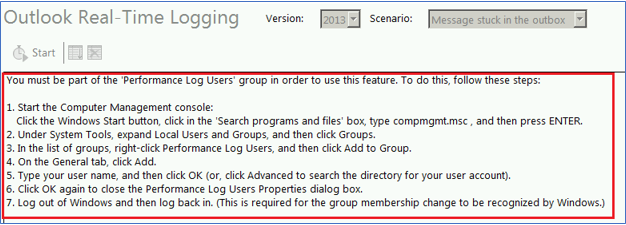 Outlook Real-Time Logging Version: 2013 Scenario: Message stuck in the outbox
Start
You must be part of the 'Performance Log Users' group in order to use this feature. To do this, follow these steps:
1. Start the Computer Management console:
Click the Windows Start button, click in the 'Search programs and files' box, type compmgmt.msc , and then press ENTER.
2. Under System Tools, expand Local Users and Groups, and then click Groups.
3. In the list of groups, right-click Performance Log Users, and then click Add to Group.
4. On the General tab, click Add.
5. Type your user name, and then click OK (or, click Advanced to search the directory for your user account).
6. Click OK again to close the Performance Log Users Properties dialog box.
7. Log out of Windows and then log back in. (This is required for the group membership change to be recognized by Windows.)